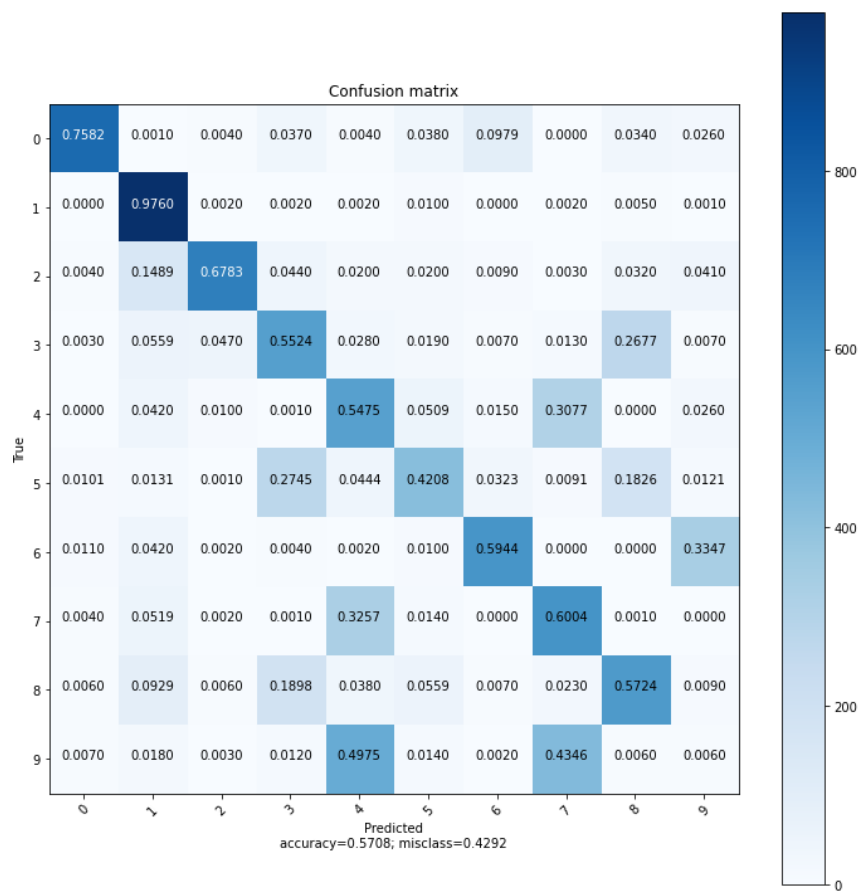 Confusion matrix
0 0.7582 0.0010 0.0040 0.0370 0.0040 0.0380 0.0979 0.0000 0.0340 0.0260
1 0.0000 0.9760 0.0020 0.0020 0.0020 0.0100 0.0000 0.0020 0.0050 0.0010
2 0.0040 0.1489 0.6783 0.0440 0.0200 0.0200 0.0090 0.0030 0.0320 0.0410
3 0.0030 0.0559 0.0470 0.5524 0.0280 0.0190 0.0070 0.0130 0.2677 0.0070
4 0.0000 0.0420 0.0100 0.0010 0.5475 0.0509 0.0150 0.3077 0.0000 0.0260
True
5 0.0101 0.0131 0.0010 0.2745 0.0444 0.4208 0.0323 0.0091 0.1826 0.0121
6 0.0110 0.0420 0.0020 0.0040 0.0020 0.0100 0.5944 0.0000 0.0000 0.3347
7 0.0040 0.0519 0.0020 0.0010 0.3257 0.0140 0.0000 0.6004 0.0010 0.0000
8 0.0060 0.0929 0.0060 0.1898 0.0380 0.0559 0.0070 0.0230 0.5724 0.0090
9 0.0070 0.0180 0.0030 0.0120 0.4975 0.0140 0.0020 0.4346 0.0060 0.0060
0 1 2 3 4 5 6 7 8 9
Predicted
accuracy=0.5708; misclass=0.4292
800
600
400
200
0